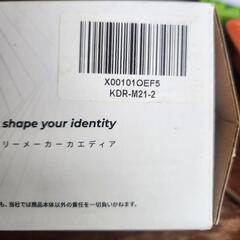 X00101OEF5
KDR-M21-2
shape your identity
リーメーカーカエディア
も、当社では商品本体以外の責任を一切負いかねます。